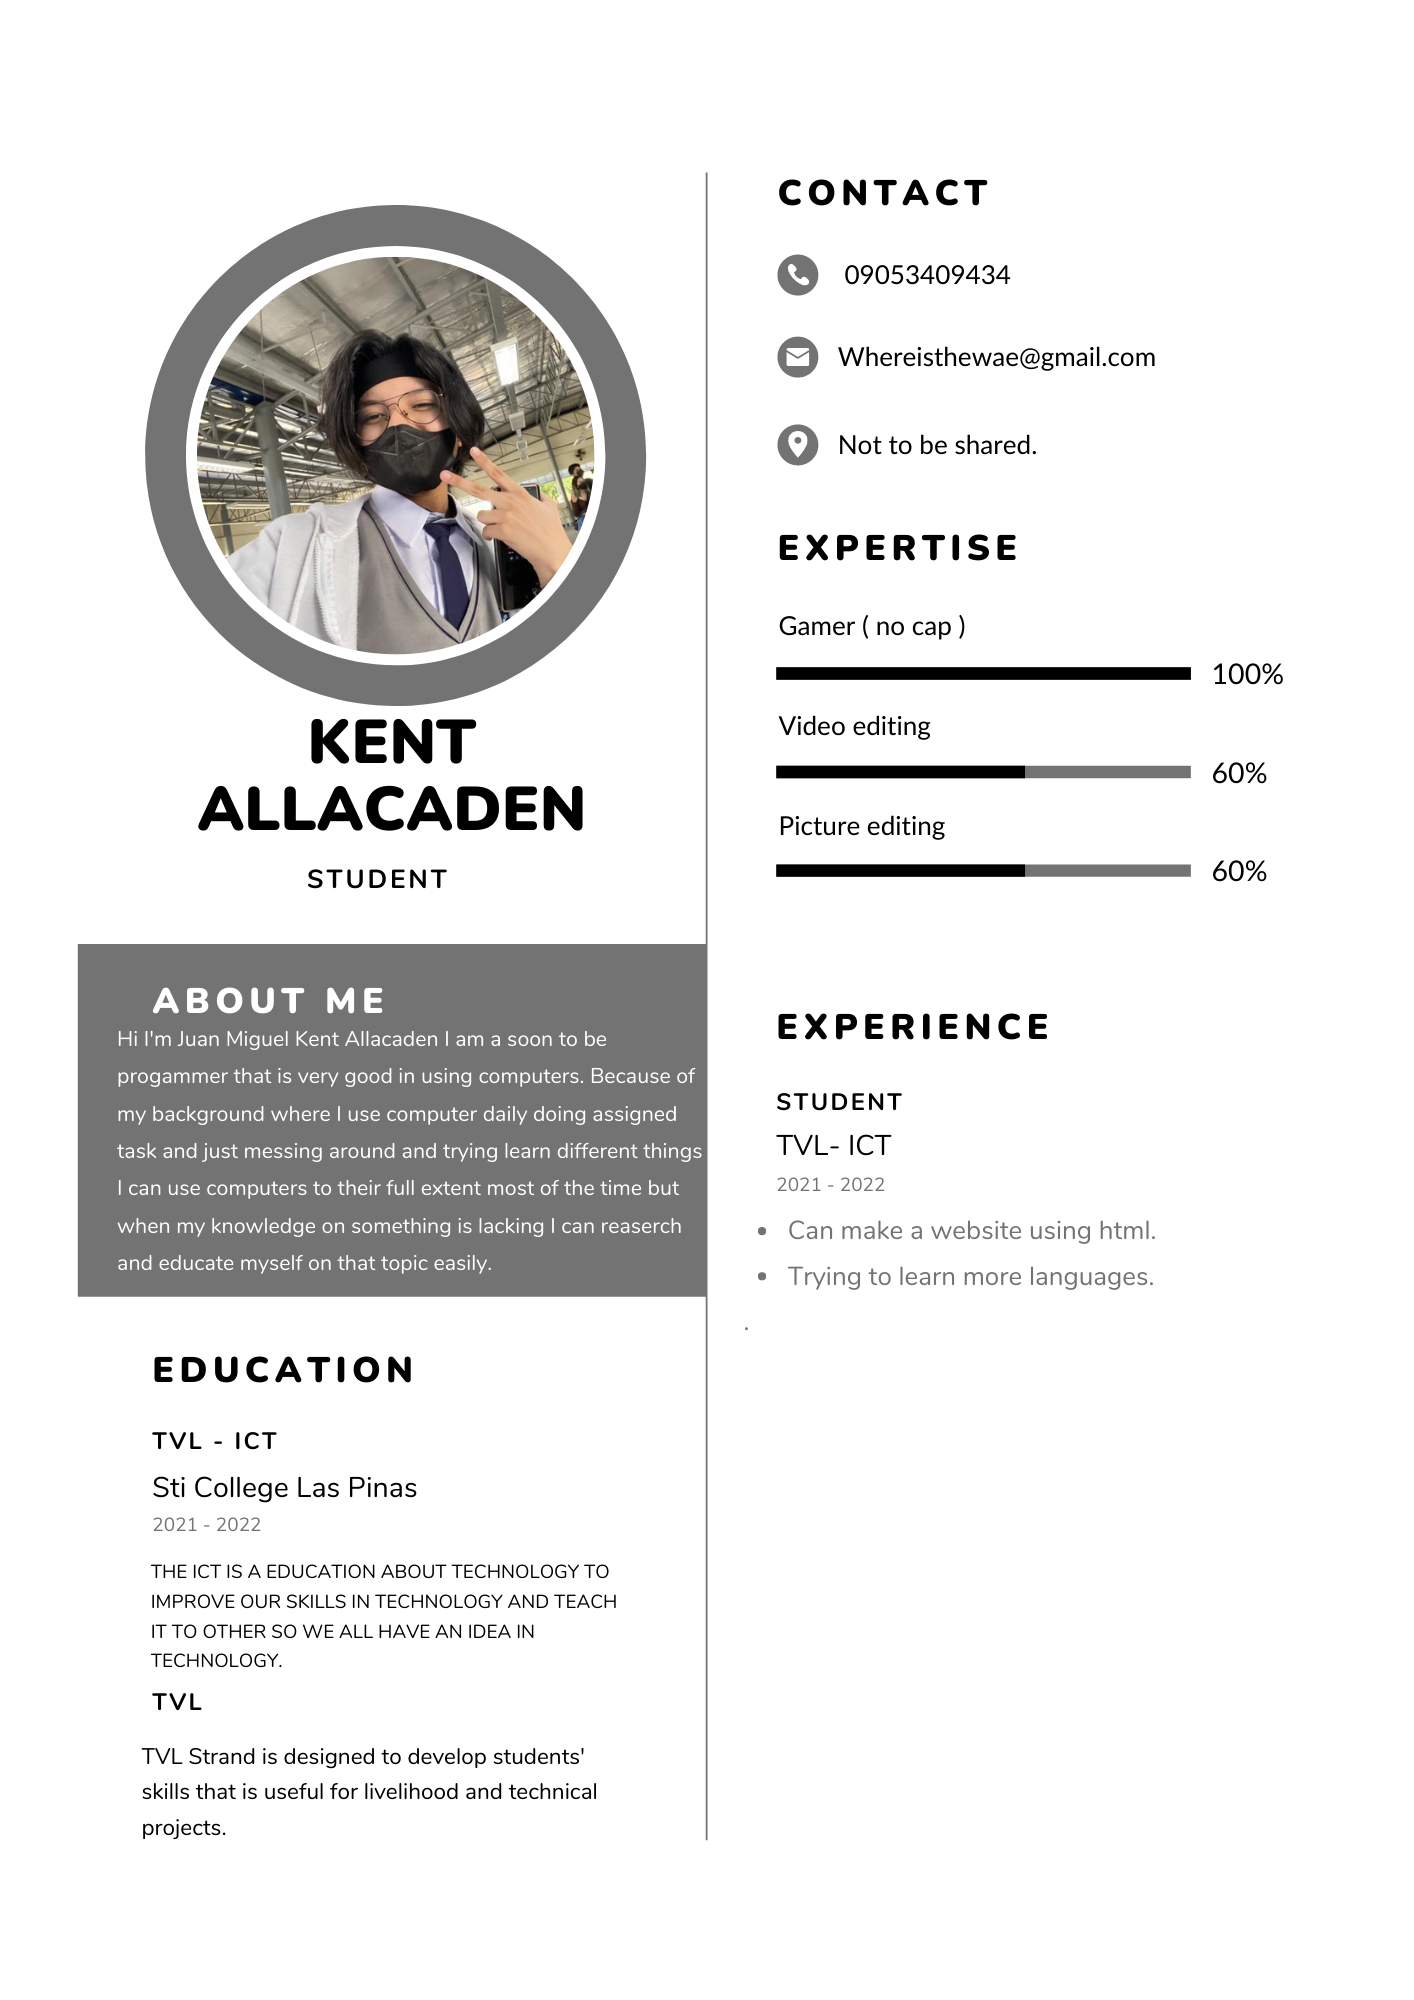 KENT
ALLACADEN
STUDENT
ABOUT ME
Hi I'm Juan Miguel Kent Allacaden I am a soon to be
progammer that is very good in using computers. Because of
my background where I use computer daily doing assigned
task and just messing around and trying learn different things
I can use computers to their full extent most of the time but
when my knowledge on something is lacking I can reaserch
and educate myself on that topic easily.
EDUCATION
TVL - ICT
Sti College Las Pinas
2021 - 2022
THE ICT IS A EDUCATION ABOUT TECHNOLOGY TO
IMPROVE OUR SKILLS IN TECHNOLOGY AND TEACH
IT TO OTHER SO WE ALL HAVE AN IDEA IN
TECHNOLOGY.
TVL
TVL Strand is designed to develop students'
skills that is useful for livelihood and technical
projects.
CONTACT
09053409434
Whereisthewae@gmail.com
Not to be shared.
EXPERTISE
Gamer ( no cap )
100%
Video editing
60%
Picture editing
60%
EXPERIENCE
STUDENT
TVL- ICT
2021 - 2022
• Can make a website using html.
• Trying to learn more languages.
.